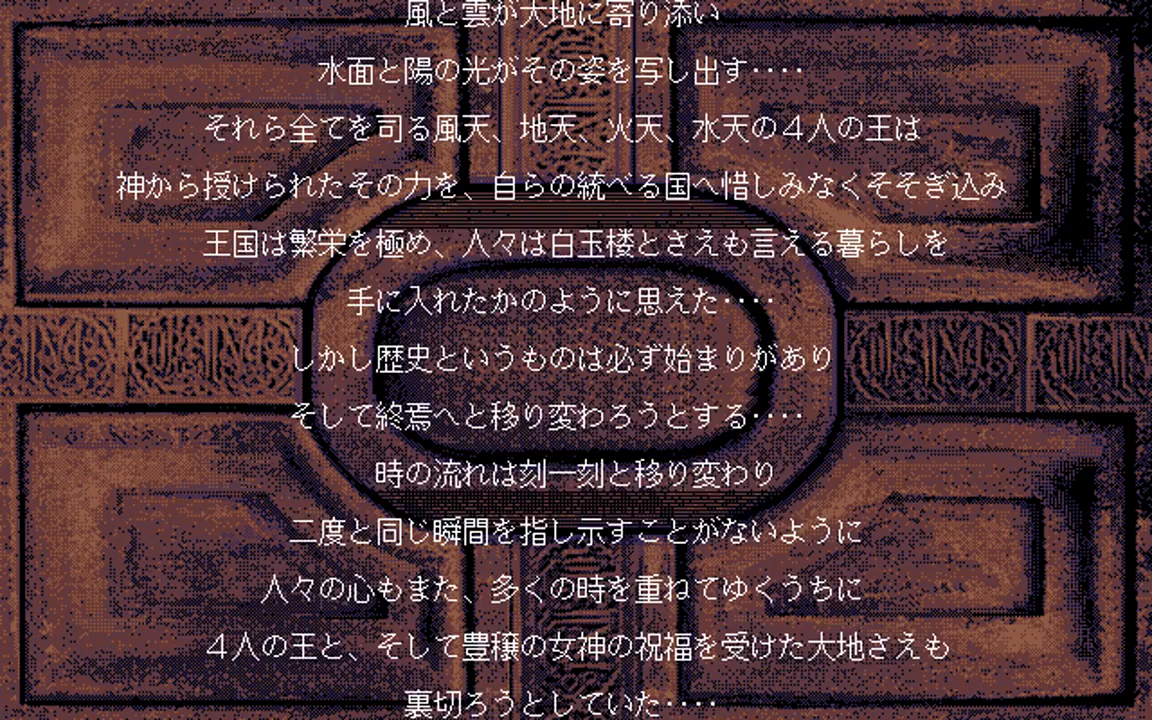 風と雲が大地に寄り添い
水面と陽の光がその姿を写し出す‥‥
それら全てを司る風天、地天、火天、水天の４人の王は
神から授けられたその力を、自らの統べる国へ惜しみなくそそぎ込み
王国は繁栄を極め、人々は白玉楼とさえも言える暮らしを
手に入れたかのように思えた‥‥
しかし歴史というものは必ず始まりがあり
そして終焉へと移り変わろうとする‥‥
時の流れは刻一刻と移り変わり
二度と同じ瞬間を指し示すことがないように
人々の心もまた、多くの時を重ねてゆくうちに
４人の王と、そして豊穣の女神の祝福を受けた大地さえも
裏切ろうとしていた‥‥